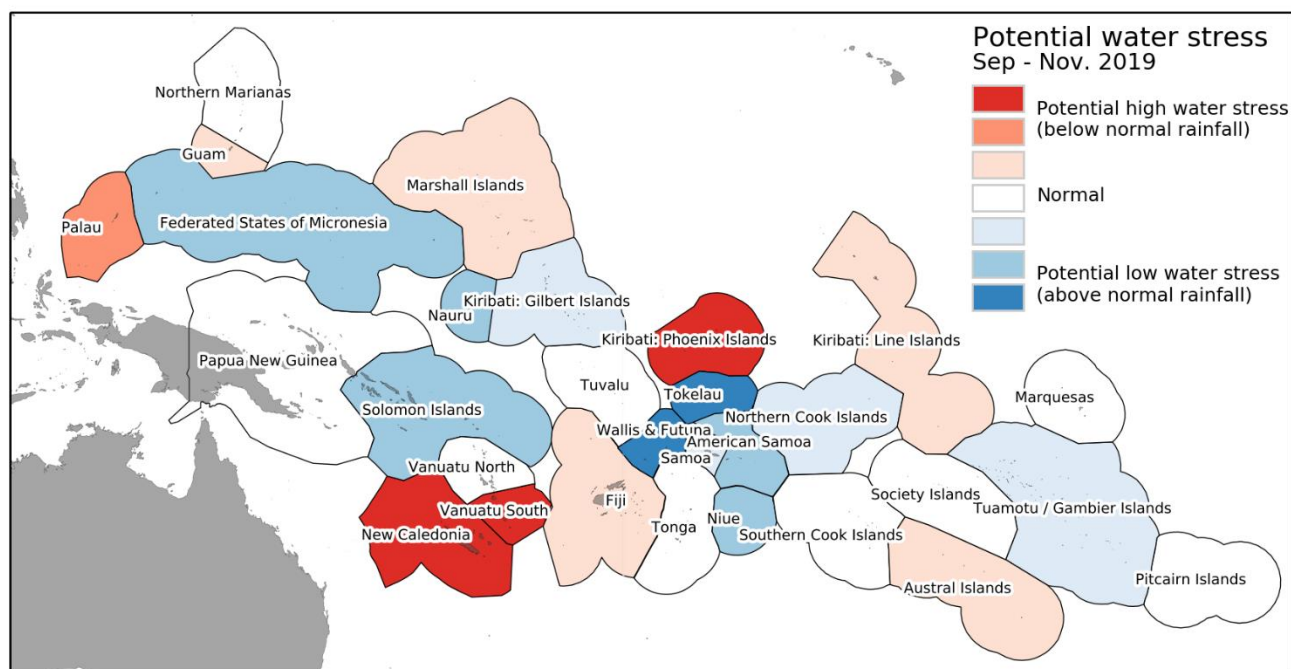 Potential water stress
Sep - Nov. 2019
Potential high water stress
(below normal rainfall)
Normal
Potential low water stress
(above normal rainfall)
Northern Marianas
Guam
Marshall Islands
Palau
Federated States of Micronesia
Nauru
Kiribati: Gilbert Islands
Kiribati: Phoenix Islands
Kiribati: Line Islands
Papua New Guinea
Tuvalu
Tokelau
Marquesas
Solomon Islands
Northern Cook Islands
Wallis & Futuna
American Samoa
Samoa
Vanuatu North
Society Islands
Fiji
Vanuatu South
Tuamotu / Gambier Islands
New Caledonia
Tonga
Niue
Southern Cook Islands
Pitcairn Islands
Austral Islands